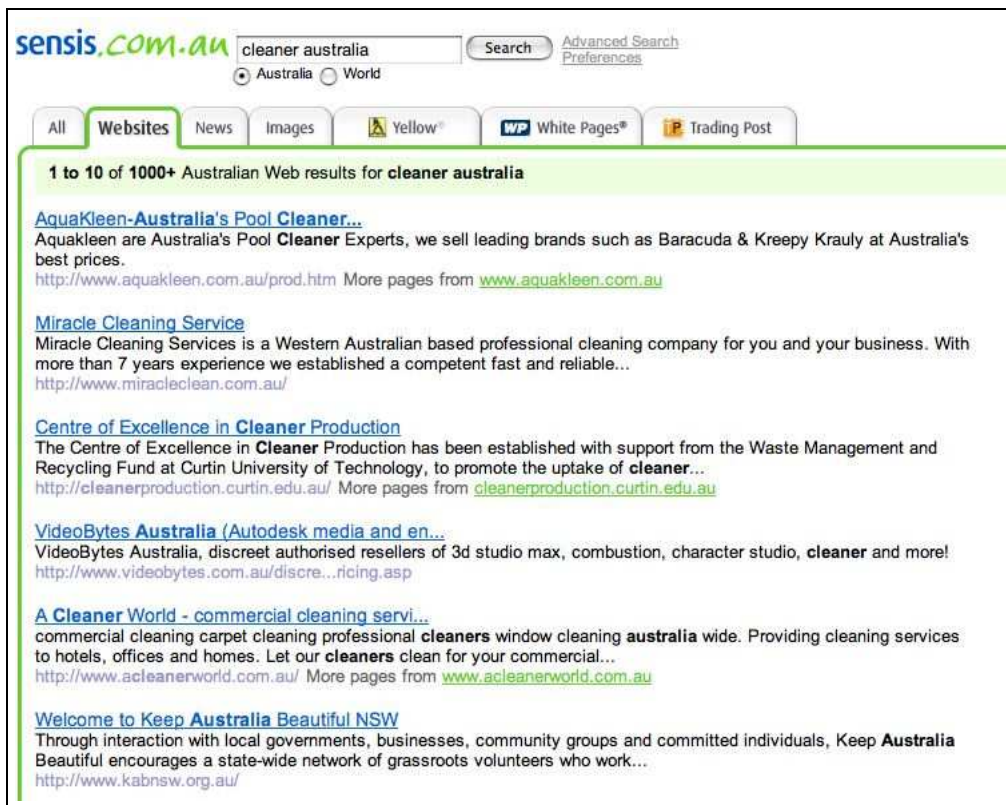 sensis.com.au cleaner australia Search Advanced Search
Preferences
Australia World
All Websites News Images Yellow® WP White Pages® Trading Post
1 to 10 of 1000+ Australian Web results for cleaner australia
AquaKleen-Australia's Pool Cleaner...
Aquakleen are Australia's Pool Cleaner Experts, we sell leading brands such as Baracuda & Kreepy Krauly at Australia's
best prices.
http://www.aquakleen.com.au/prod.htm More pages from www.aquakleen.com.au
Miracle Cleaning Service
Miracle Cleaning Services is a Western Australian based professional cleaning company for you and your business. With
more than 7 years experience we established a competent fast and reliable...
http://www.miracleclean.com.au/
Centre of Excellence in Cleaner Production
The Centre of Excellence in Cleaner Production has been established with support from the Waste Management and
Recycling Fund at Curtin University of Technology, to promote the uptake of cleaner...
http://cleanerproduction.curtin.edu.au/ More pages from cleanerproduction.curtin.edu.au
VideoBytes Australia (Autodesk media and en...
VideoBytes Australia, discreet authorised resellers of 3d studio max, combustion, character studio, cleaner and more!
http://www.videobytes.com.au/discre...ricing.asp
A Cleaner World - commercial cleaning servi...
commercial cleaning carpet cleaning professional cleaners window cleaning australia wide. Providing cleaning services
to hotels, offices and homes. Let our cleaners clean for your commercial...
http://www.acleanerworld.com.au/ More pages from www.acleanerworld.com.au
Welcome to Keep Australia Beautiful NSW
Through interaction with local governments, businesses, community groups and committed individuals, Keep Australia
Beautiful encourages a state-wide network of grassroots volunteers who work...
http://www.kabnsw.org.au/